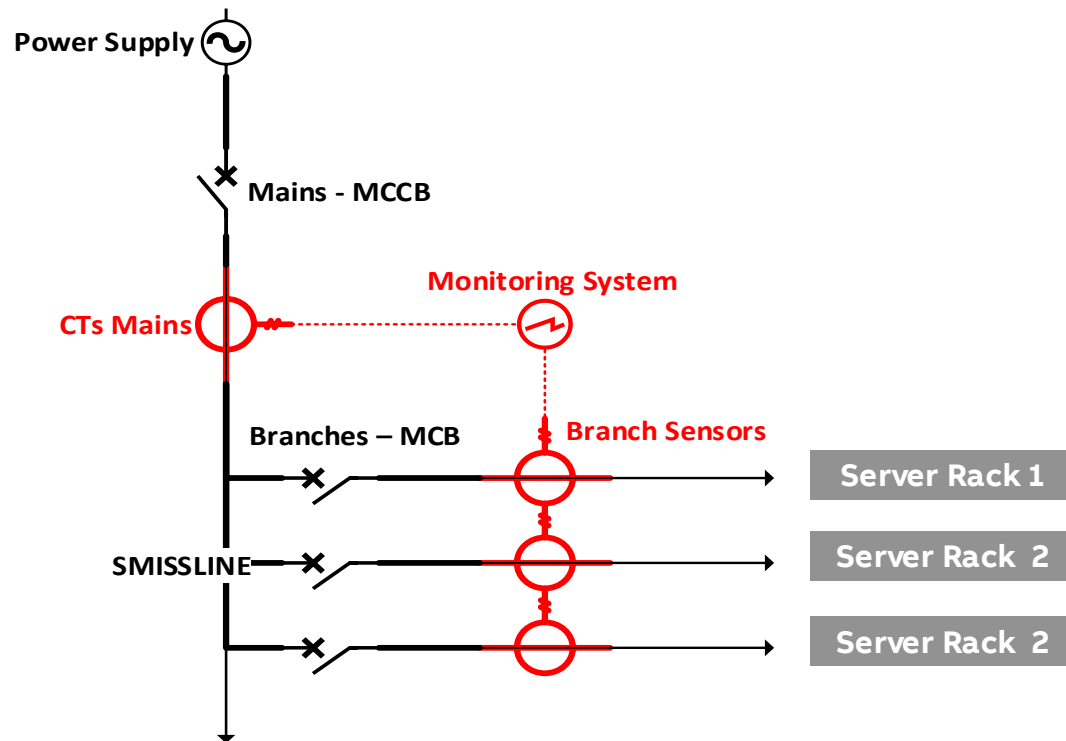 Power Supply
Mains - MCCB
Monitoring System
CTs Mains
Branches – MCB
Branch Sensors
Server Rack 1
SMISSLINE
Server Rack 2
Server Rack 2